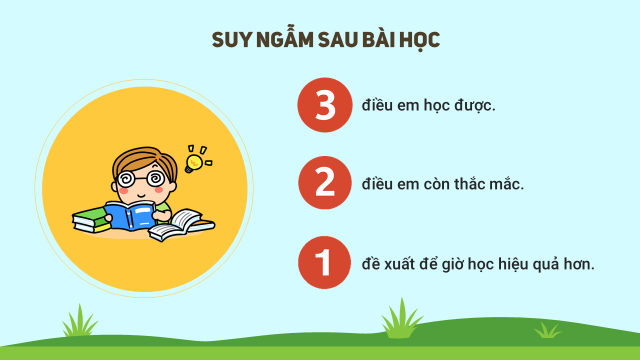 SUY NGẪM SAU BÀI HỌC
3 điều em học được.
2 điều em còn thắc mắc.
1 đề xuất để giờ học hiệu quả hơn.